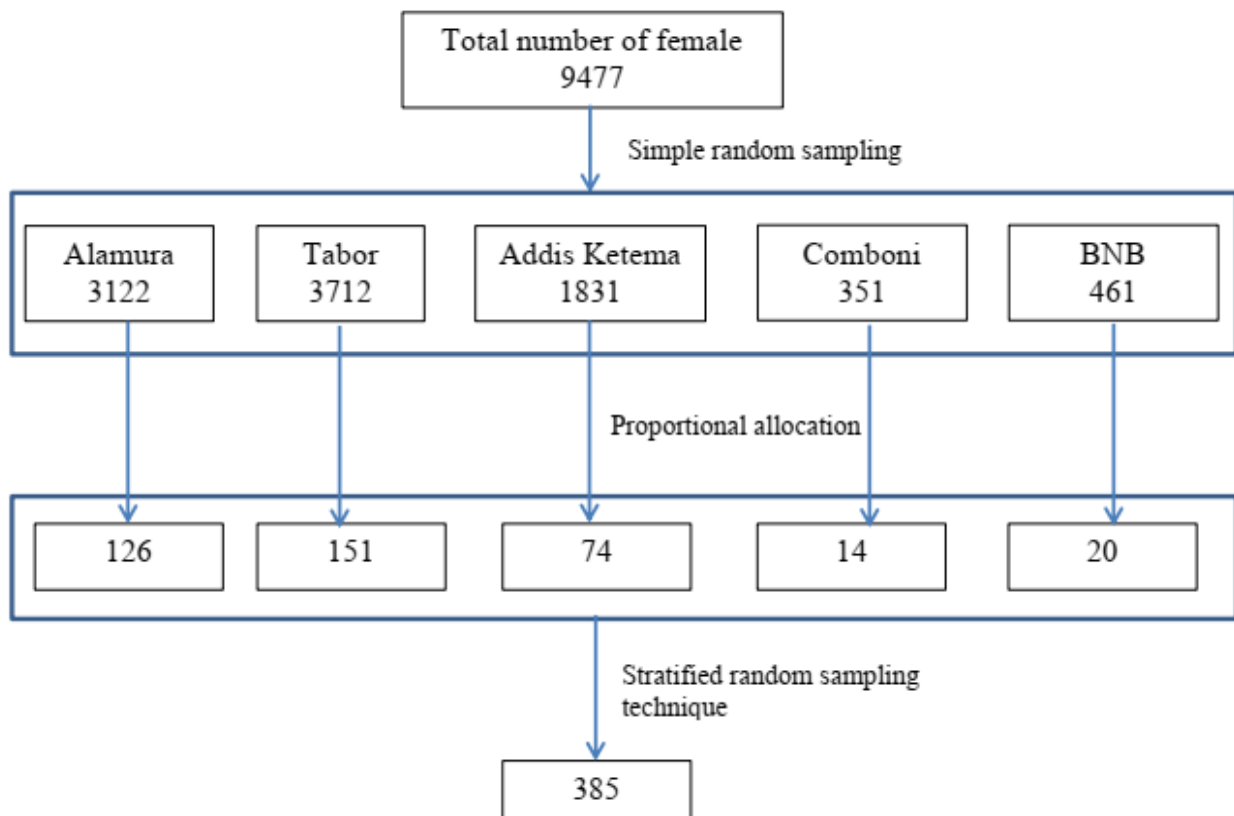 Total number of female
9477
Simple random sampling
Alamura
3122
Tabor
3712
Addis Ketema
1831
Comboni
351
BNB
461
Proportional allocation
126
151
74
14
20
Stratified random sampling
technique
385